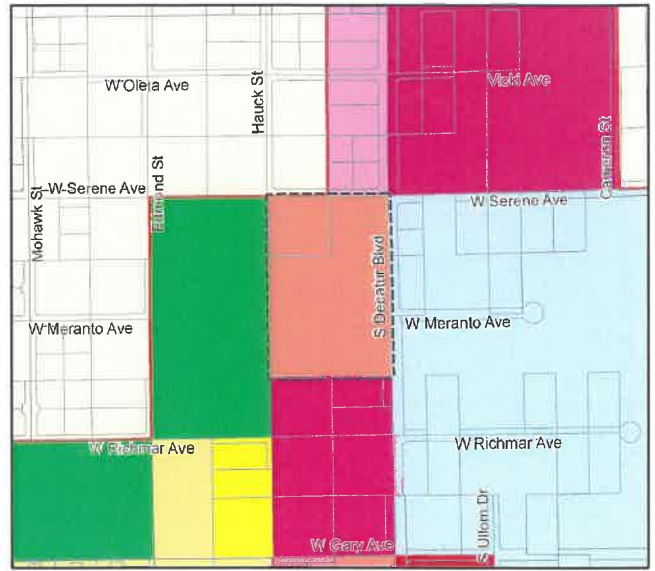 W Oleta Ave
Vicki Ave
Hauck St
Cameron St
W Serene Ave
W Serene Ave
Mohawk St
Edmond St
S Decatur Blvd
W Meranto Ave
W Meranto Ave
W Richmar Ave
W Richmar Ave
W Gary Ave
S Ullom Dr